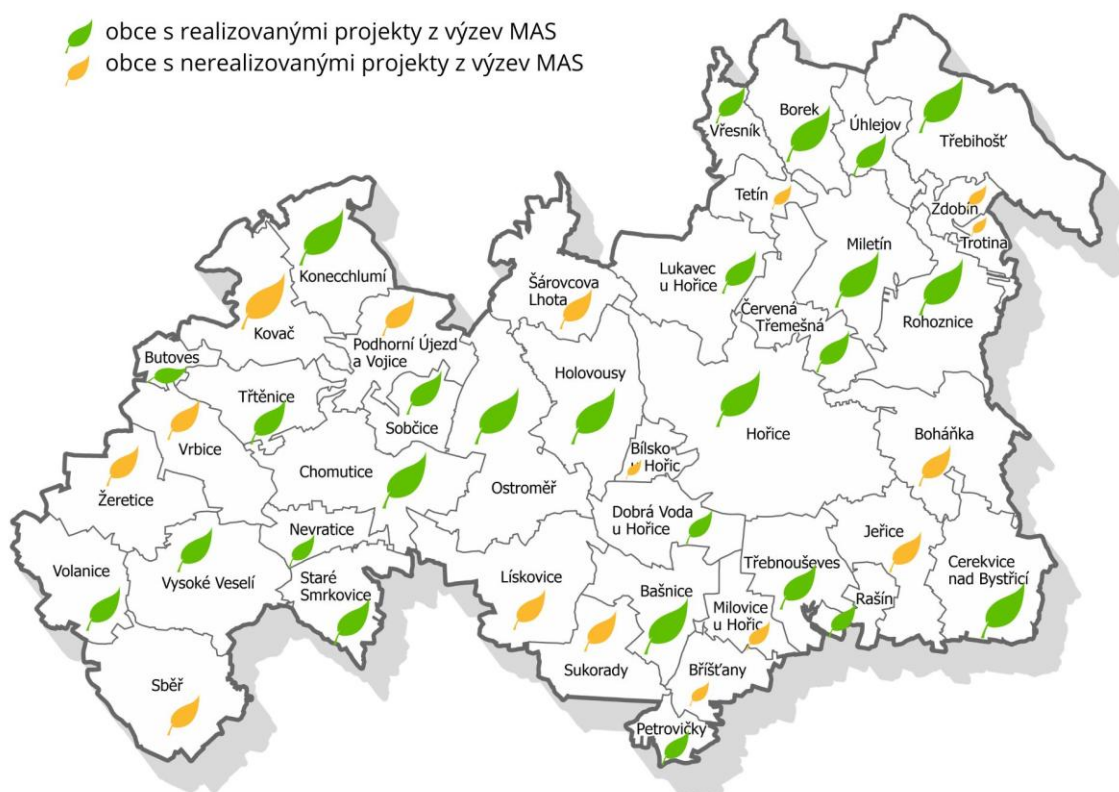 obce s realizovanými projekty z výzev MAS
obce s nerealizovanými projekty z výzev MAS
Vřesník
Borek
Úhlejov
Třebihošť
Tetín
Zdobín
Trotina
Konecchlumí
Kovač
Šárovcova
Lhota
Lukavec
u Hořice
Miletín
Červená
Třemešná
Rohoznice
Podhorní Újezd
a Vojice
Butoves
Třtěnice
Sobčice
Holovousy
Hořice
Vrbice
Boháňka
Žeretice
Chomutice
Ostroměř
Bílsko
u Hořic
Dobrá Voda
u Hořice
Nevratice
Jeřice
Volanice
Vysoké Veselí
Staré
Smrkovice
Lískovice
Bašnice
Třebnouševes
Cerekvice
nad Bystřicí
Rašín
Milovice
u Hořic
Sukorady
Bříšťany
Sběř
Petrovičky